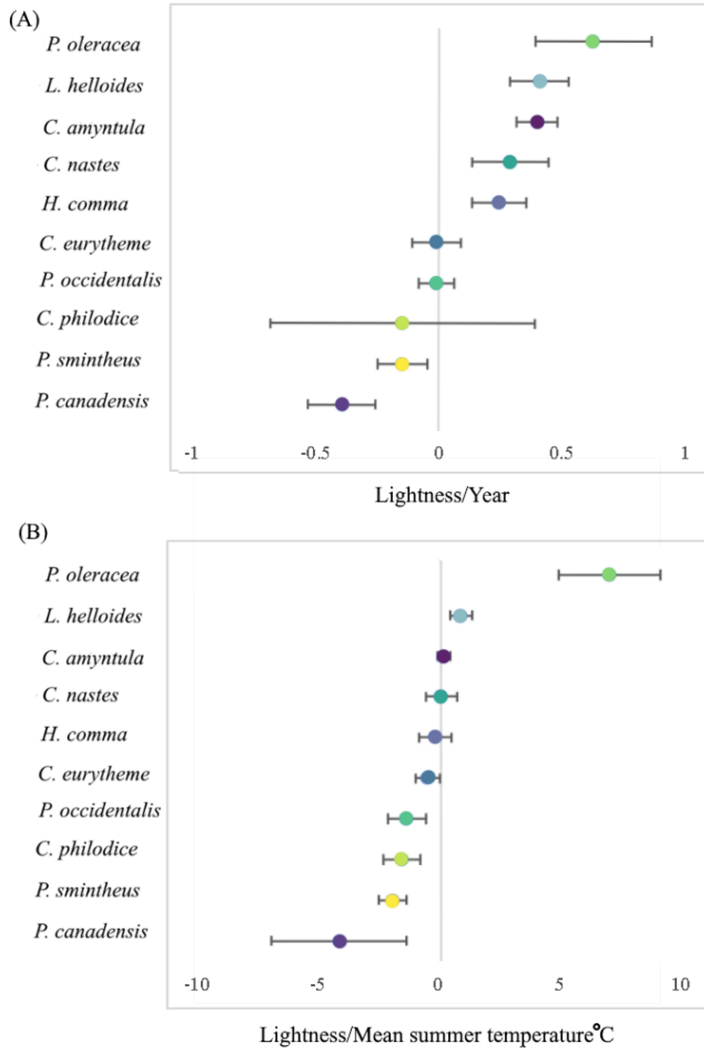 (A)
P. oleracea
L. helloides
C. amyntula
C. nastes
H. comma
C. eurytheme
P. occidentalis
C. philodice
P. smintheus
P. canadensis
-1 -0.5 0 0.5 1
Lightness/Year
(B)
P. oleracea
L. helloides
C. amyntula
C. nastes
H. comma
C. eurytheme
P. occidentalis
C. philodice
P. smintheus
P. canadensis
-10 -5 0 5 10
Lightness/Mean summer temperature°C